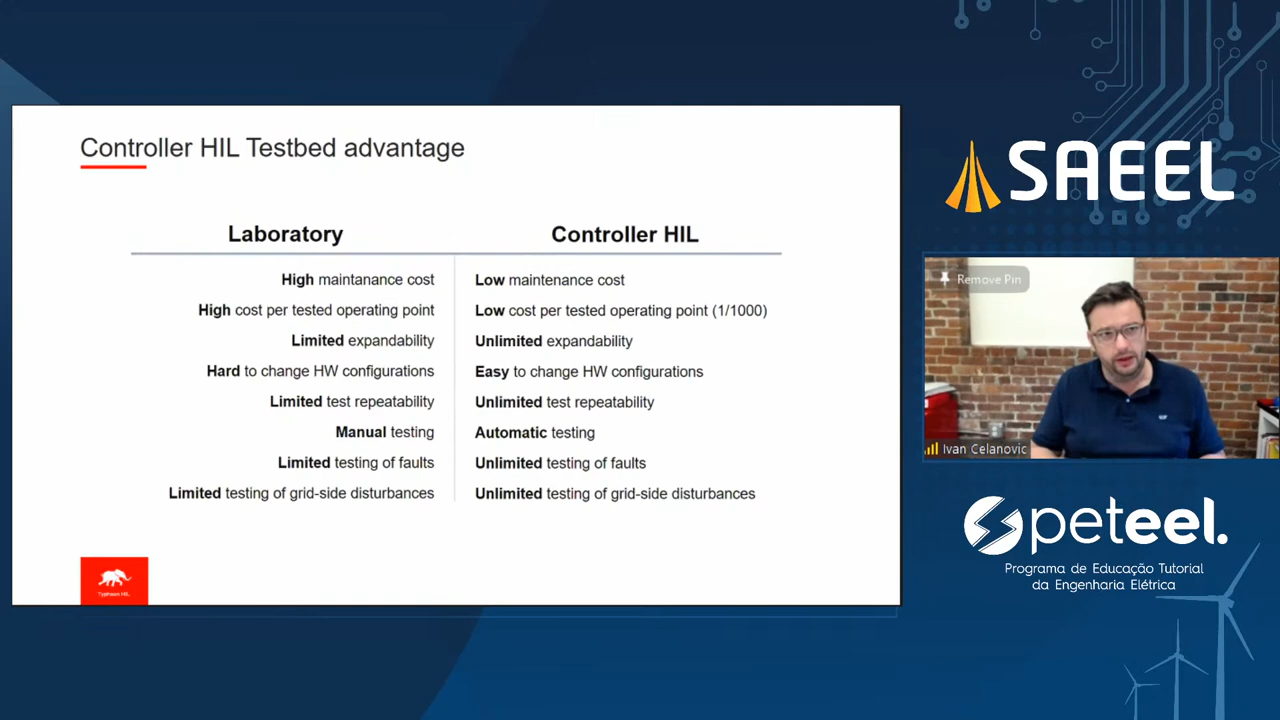 Controller HIL Testbed advantage
Laboratory
Controller HIL
High maintanance cost
Low maintenance cost
High cost per tested operating point
Low cost per tested operating point (1/1000)
Limited expandability
Unlimited expandability
Hard to change HW configurations
Easy to change HW configurations
Limited test repeatability
Unlimited test repeatability
Manual testing
Automatic testing
Limited testing of faults
Unlimited testing of faults
Limited testing of grid-side disturbances
Unlimited testing of grid-side disturbances
Typhoon HIL
SAEEL
Remove Pin
Ivan Celanovic
peteel.
Programa de Educação Tutorial
da Engenharia Elétrica